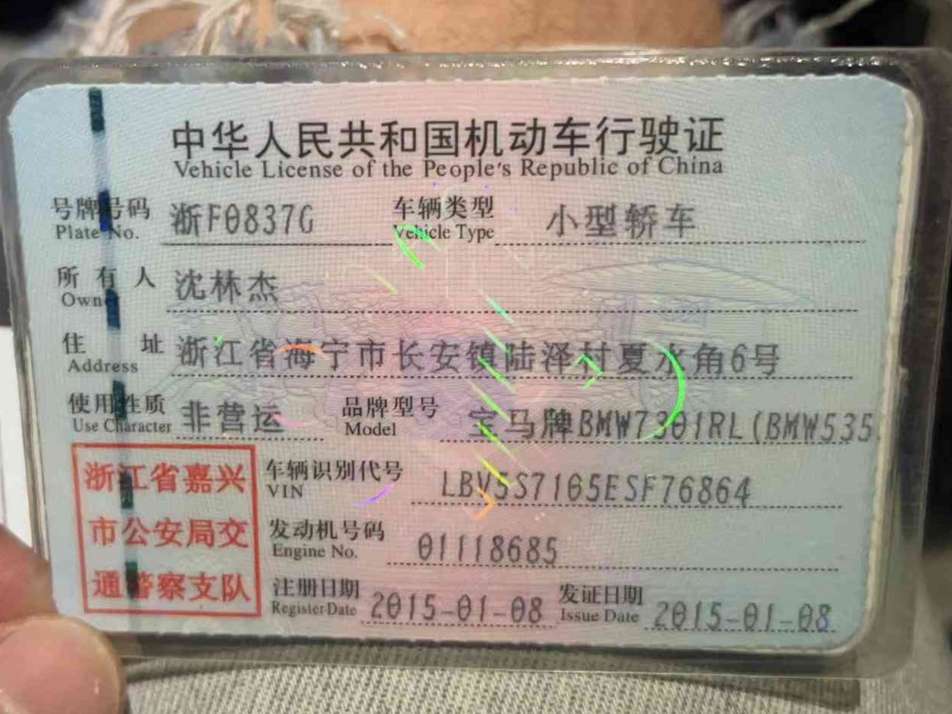 中华人民共和国机动车行驶证
Vehicle License of the People's Republic of China
号牌号码 浙F0837G 车辆类型 小型轿车
Plate No. Vehicle Type
所有人 沈林杰
Owner
住址 浙江省海宁市长安镇陆泽村夏水角6号
Address
使用性质 非营运 品牌型号 宝马牌BMW7301RL(BMW535
Use Character Model
浙江省嘉兴 车辆识别代号 LBV5S7105ESF76864
VIN
市公安局交 发动机号码 01118685
Engine No.
通警察支队 注册日期 2015-01-08 发证日期 2015-01-08
Register Date Issue Date